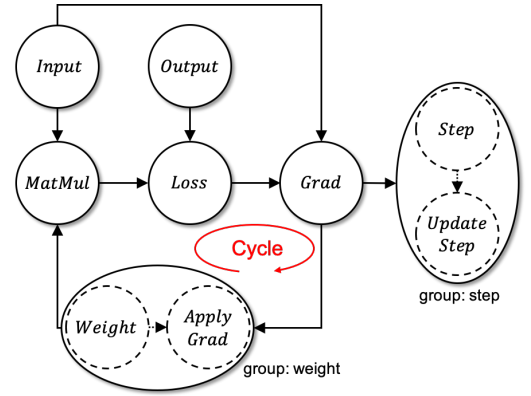 Input
Output
MatMul
Loss
Grad
Step
Update
Step
Cycle
group: step
Weight
Apply
Grad
group: weight